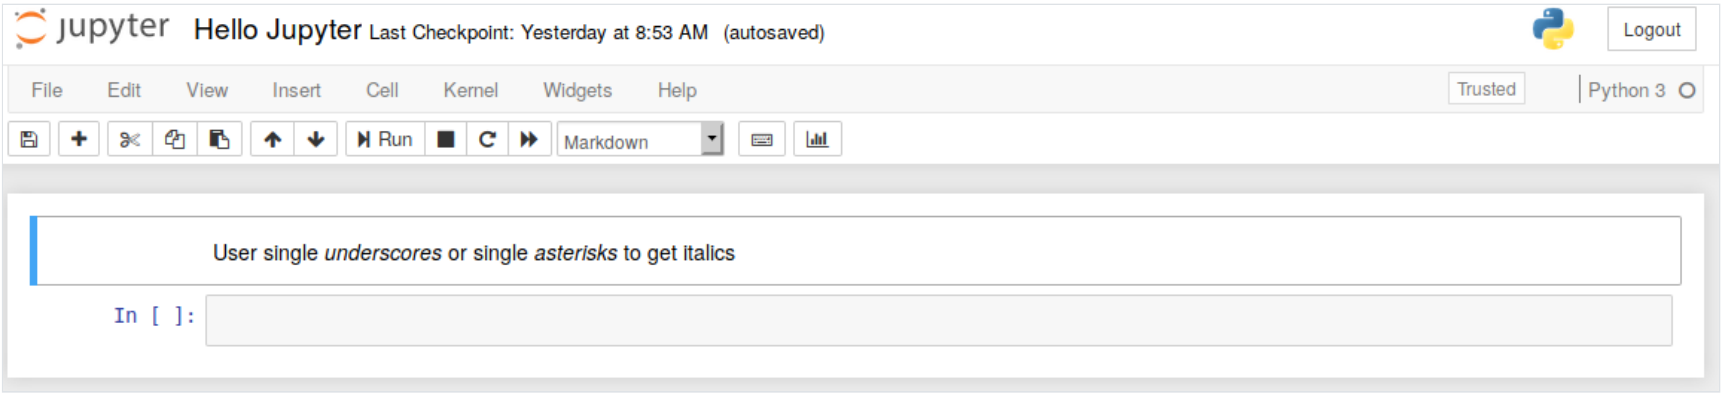 jupyter Hello Jupyter Last Checkpoint: Yesterday at 8:53 AM (autosaved) Logout
File Edit View Insert Cell Kernel Widgets Help Trusted Python 3
Run Markdown
User single underscores or single asterisks to get italics
In [ ]: